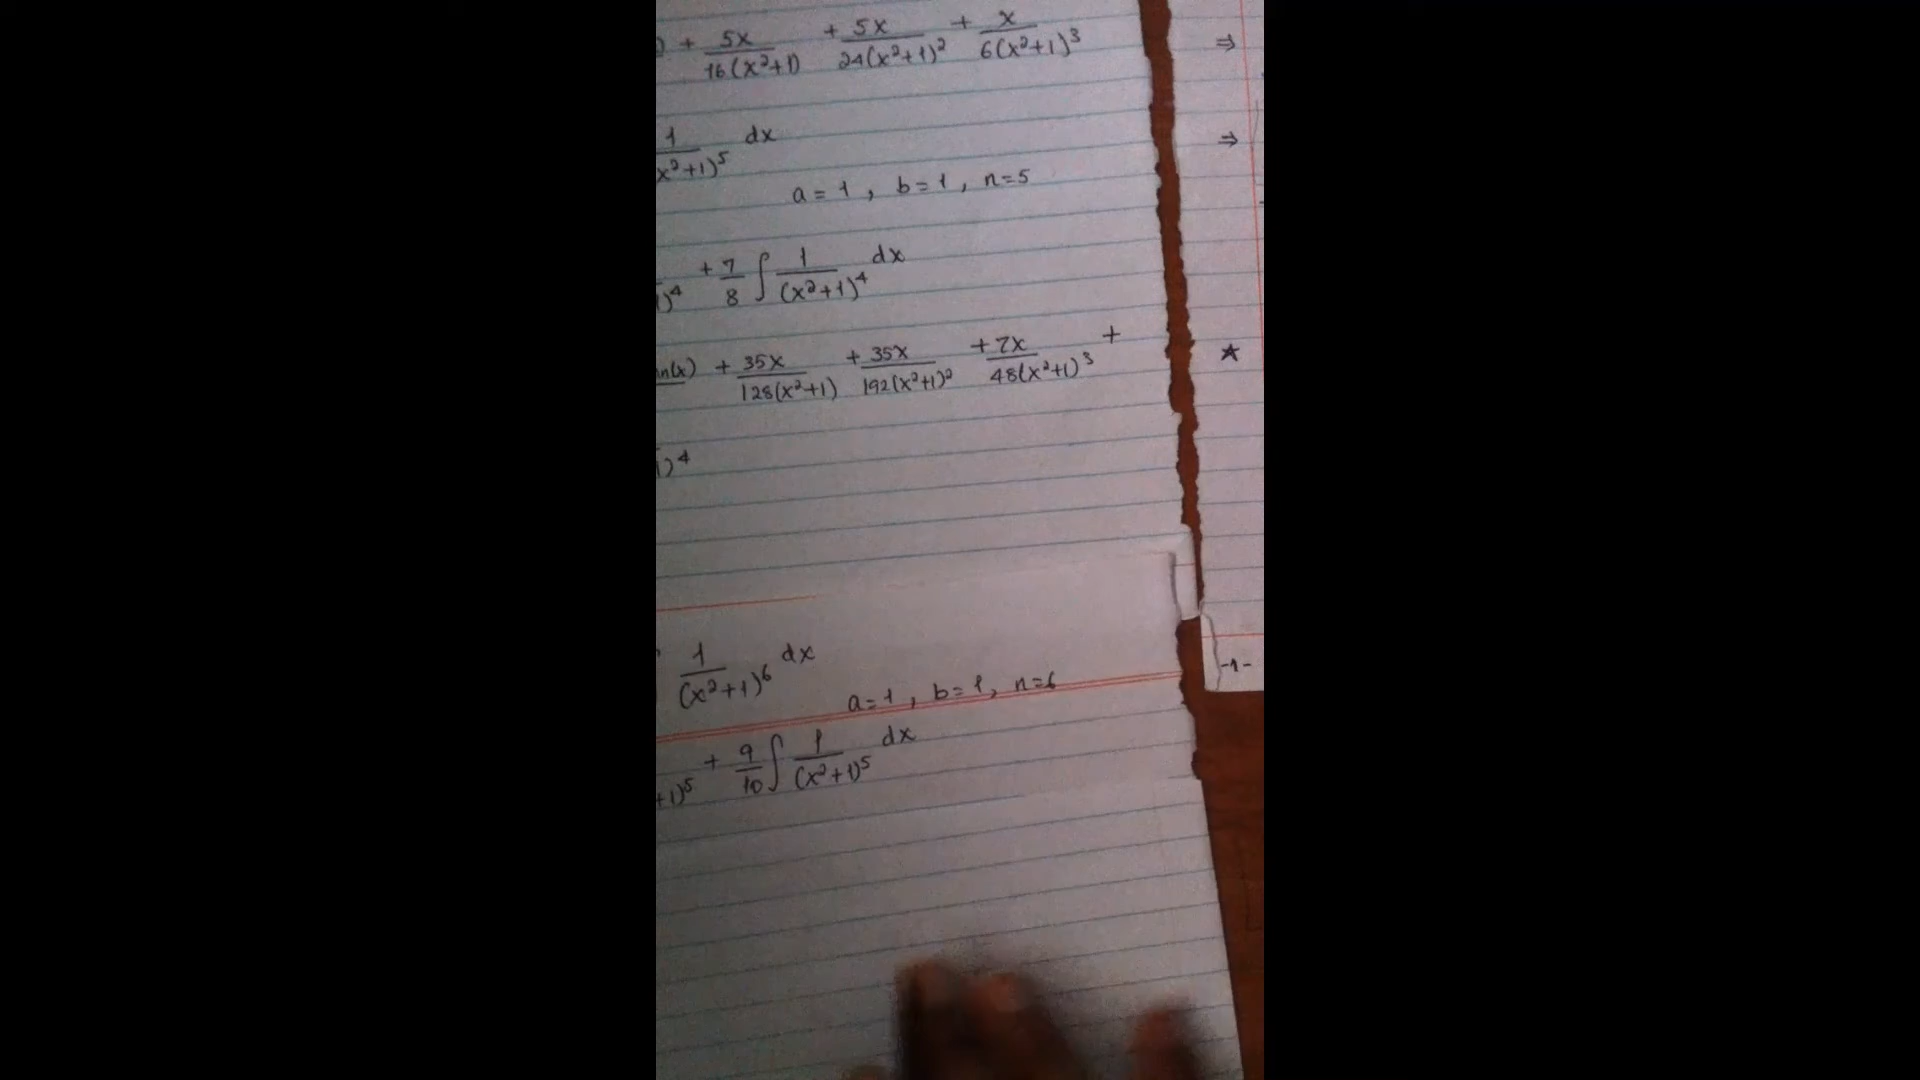 ) + 5x/16(x²+1) + 5x/24(x²+1)² + x/6(x²+1)³ ⇒
1/(x²+1)⁵ dx ⇒
a=1, b=1, n=5
1)⁴ + 7/8 ∫ 1/(x²+1)⁴ dx
n(x) + 35x/128(x²+1) + 35x/192(x²+1)² + 7x/48(x²+1)³ + ★
1)⁴
1/(x²+1)⁶ dx
a=1, b=1, n=6
-1-
+1)⁵ + 9/10 ∫ 1/(x²+1)⁵ dx